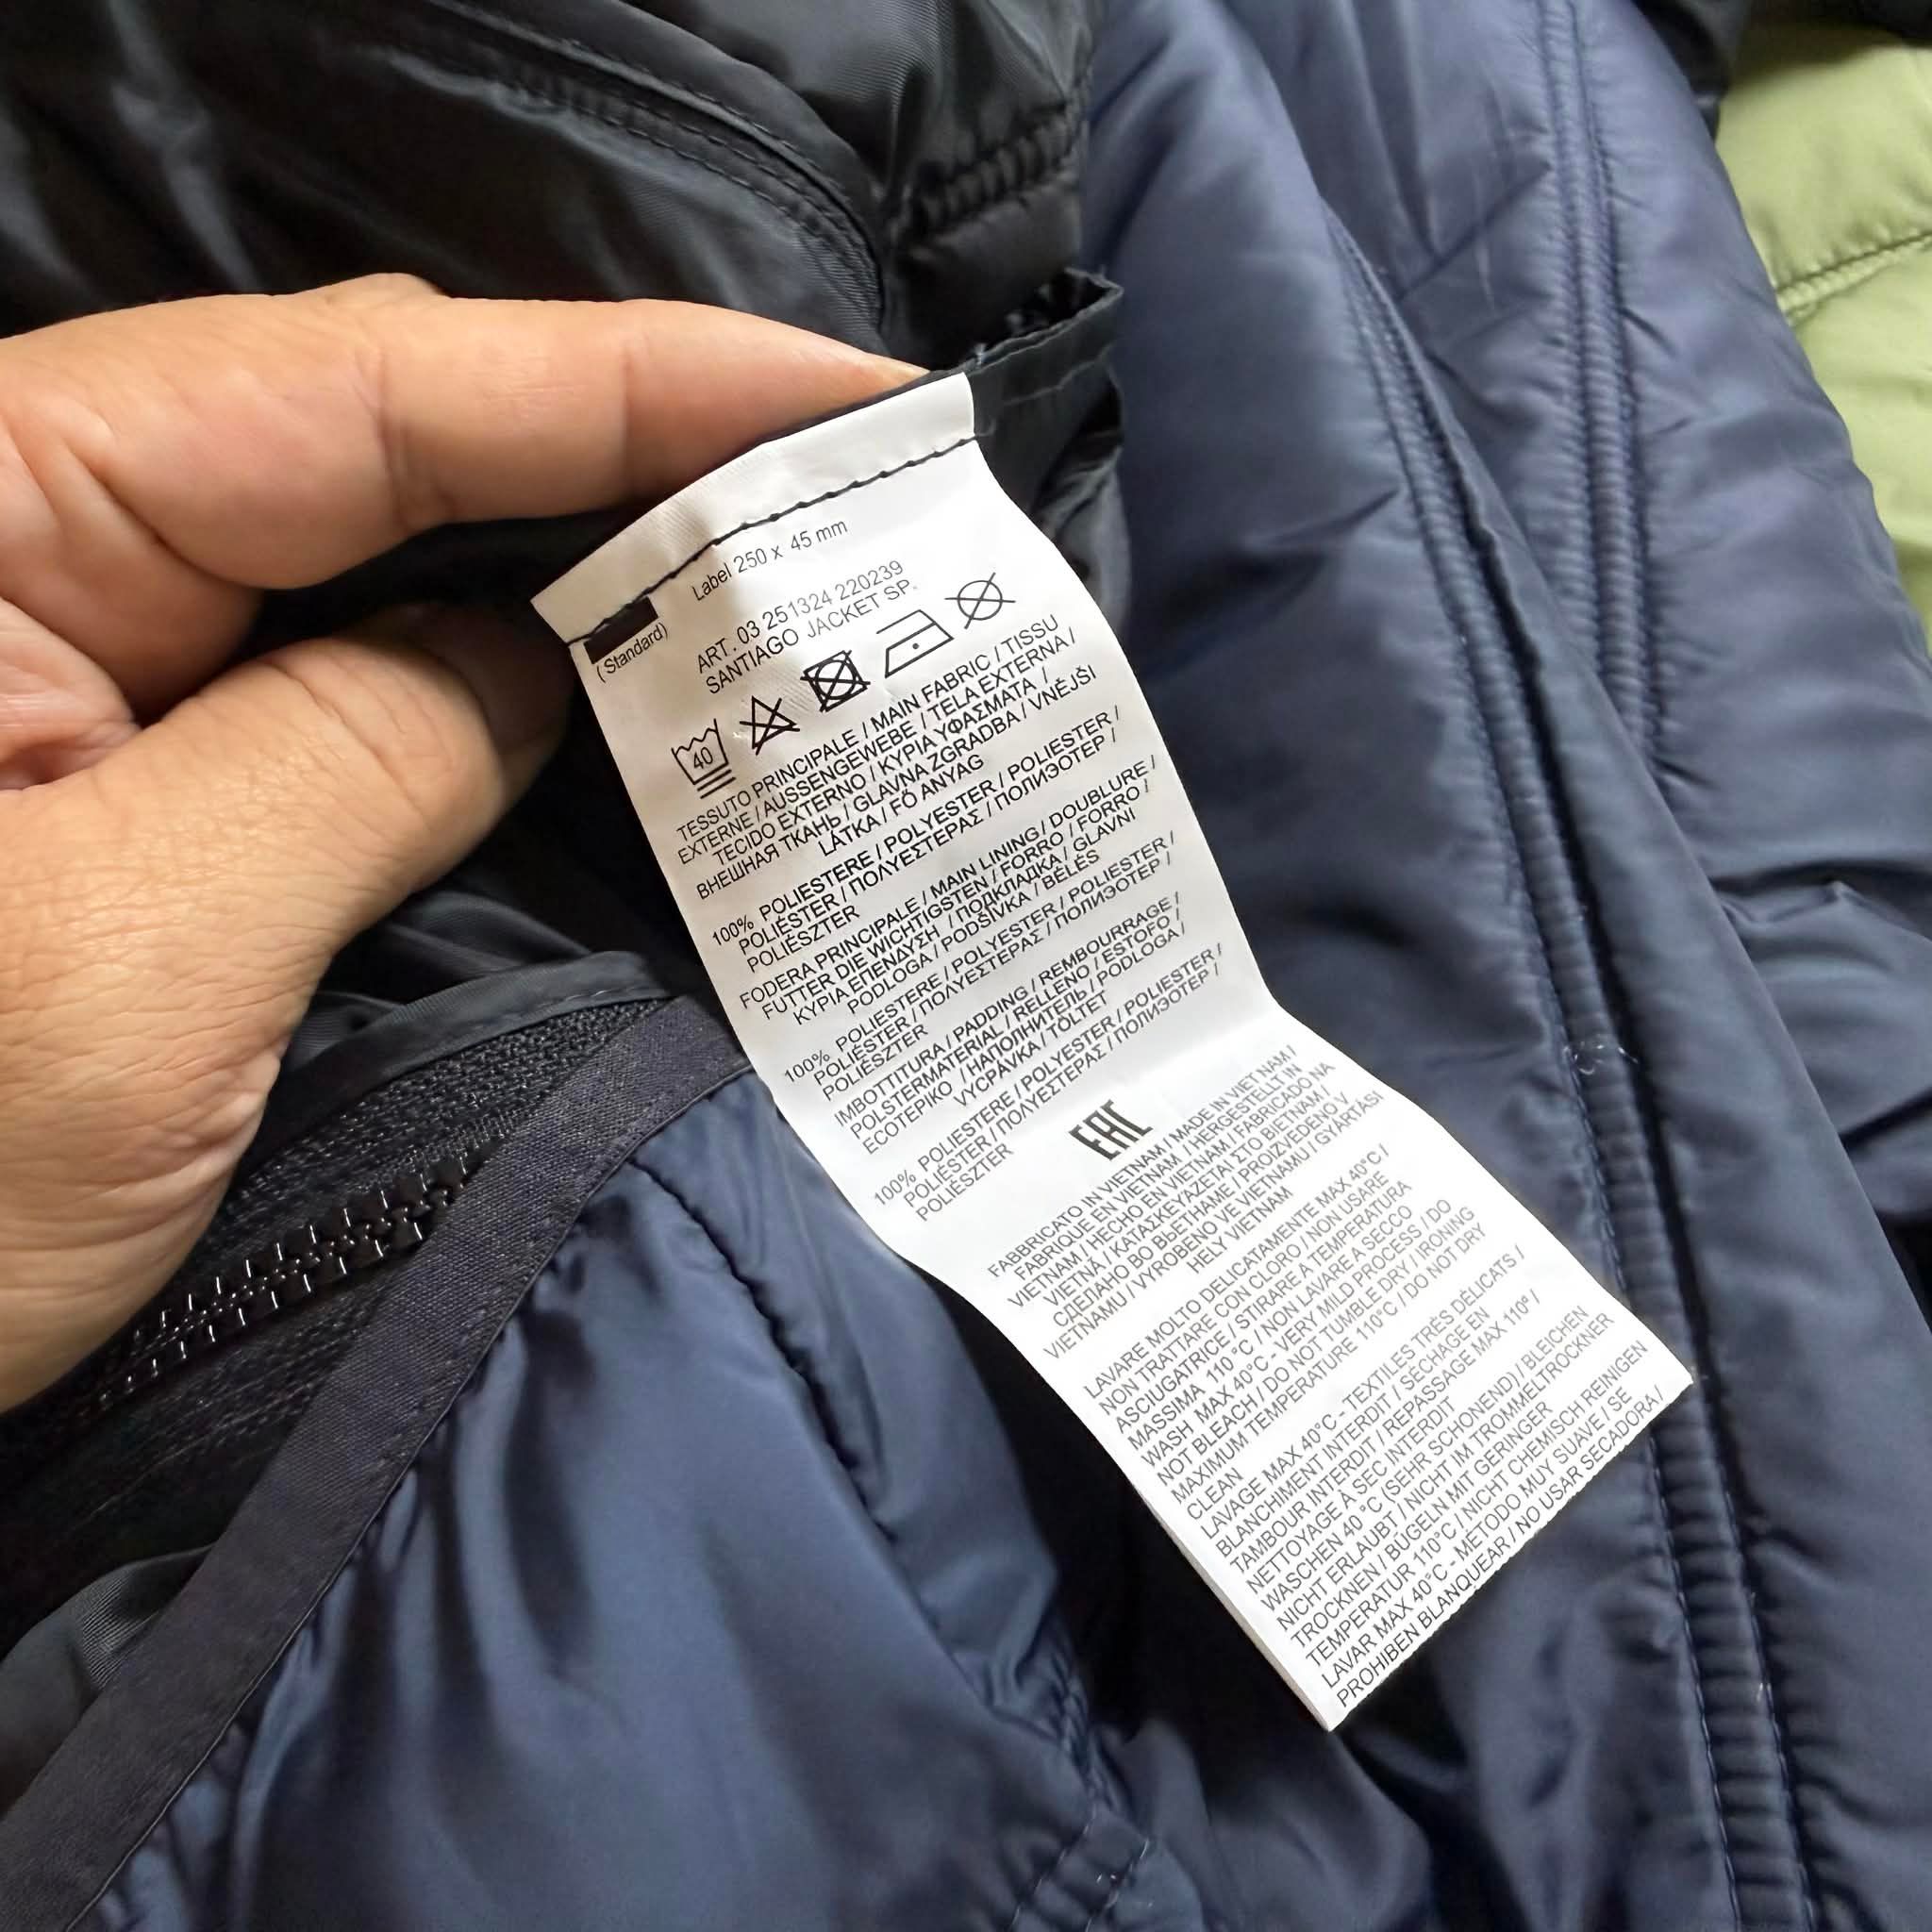 Label 250 x 45 mm
(Standard)
ART. 03 251324 220239
SANTIAGO JACKET SP.
40
TESSUTO PRINCIPALE / MAIN FABRIC / TISSU
EXTERNE / AUSSENGEWEBE / TELA EXTERNA /
TECIDO EXTERNO / ΚΥΡΙΑ ΥΦΑΣΜΑΤΑ /
ВНЕШНАЯ ТКАНЬ / GLAVNA ZGRADBA / VNĚJŠI
LÁTKA / FŐ ANYAG
100% POLIESTERE / POLYESTER / POLIESTER /
POLIÉSTER / ΠΟΛΥΕΣΤΕΡΑΣ / ПОЛИЭОТЕР /
POLIÉSZTER
FODERA PRINCIPALE / MAIN LINING / DOUBLURE /
FUTTER DIE WICHTIGSTEN / FORRO / FORRO /
ΚΥΡΙΑ ΕΠΕΝΔΥΣΗ / ПОДКЛАДКА / GLAVNI
PODLOGA / PODŠIVKA / BÉLÉS
100% POLIESTERE / POLYESTER / POLIESTER /
POLIÉSTER / ΠΟΛΥΕΣΤΕΡΑΣ / ПОЛИЭОТЕР /
POLIÉSZTER
IMBOTTITURA / PADDING / REMBOURRAGE /
POLSTERMATERIAL / RELLENO / ESTOFO /
ΕΣΩΤΕΡΙΚΟ / НАПОЛНИТЕЛЬ / PODLOGA /
VYCPÁVKA / TÖLTET
100% POLIESTERE / POLYESTER / POLIESTER /
POLIÉSTER / ΠΟΛΥΕΣΤΕΡΑΣ / ПОЛИЭОТЕР /
POLIÉSZTER
EAC
FABBRICATO IN VIETNAM / MADE IN VIET NAM /
FABRIQUE EN VIETNAM / HERGESTELLT IN
VIETNAM / HECHO EN VIETNAM / FABRICADO NA
VIETNÃ / ΚΑΤΑΣΚΕΥΑΖΕΤΑΙ ΣΤΟ ΒΙΕΤΝΑΜ /
СДЕЛАНО ВО ВЬЕТНАМЕ / PROIZVEDENO V
VIETNAMU / VYROBENO VE VIETNAMU / GYÁRTÁSI
HELY VIETNAM
LAVARE MOLTO DELICATAMENTE MAX 40°C /
NON TRATTARE CON CLORO / NON USARE
ASCIUGATRICE / STIRARE A TEMPERATURA
MASSIMA 110 °C / NON LAVARE A SECCO
WASH MAX 40°C - VERY MILD PROCESS / DO
NOT BLEACH / DO NOT TUMBLE DRY / IRONING
MAXIMUM TEMPERATURE 110°C / DO NOT DRY
CLEAN
LAVAGE MAX 40°C - TEXTILES TRÈS DÉLICATS /
BLANCHIMENT INTERDIT / SÉCHAGE EN
TAMBOUR INTERDIT / REPASSAGE MAX 110° /
NETTOYAGE À SEC INTERDIT
WASCHEN 40 °C (SEHR SCHONEND) / BLEICHEN
NICHT ERLAUBT / NICHT IM TROMMELTROCKNER
TROCKNEN / BÜGELN MIT GERINGER
TEMPERATUR 110°C / NICHT CHEMISCH REINIGEN
LAVAR MAX 40°C - MÉTODO MUY SUAVE / SE
PROHIBEN BLANQUEAR / NO USAR SECADORA /